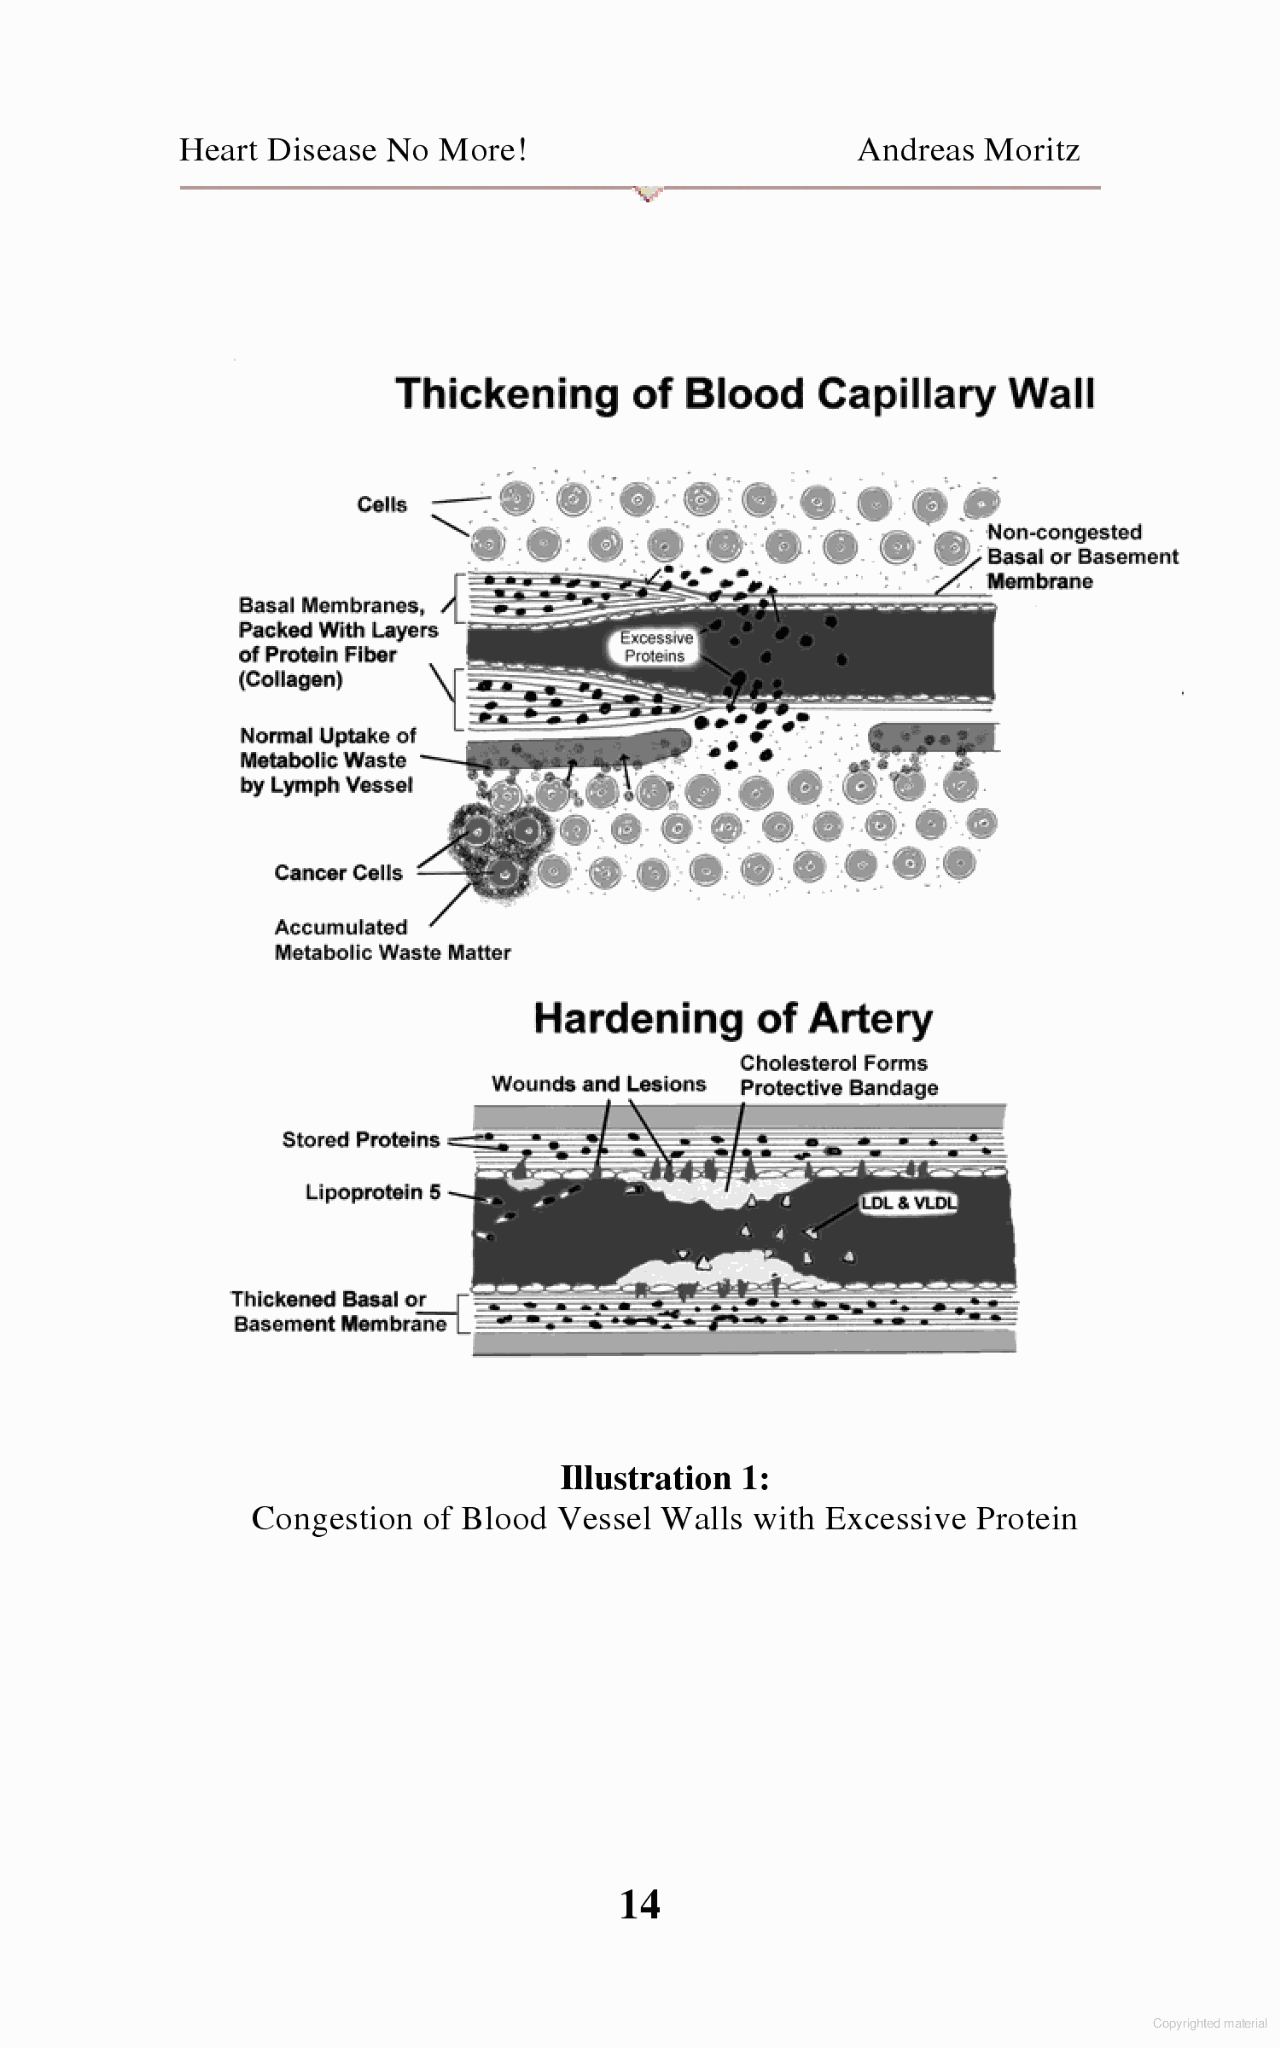 Heart Disease No More! Andreas Moritz
Thickening of Blood Capillary Wall
Cells
Non-congested
Basal or Basement
Membrane
Basal Membranes,
Packed With Layers
of Protein Fiber
(Collagen)
Excessive
Proteins
Normal Uptake of
Metabolic Waste
by Lymph Vessel
Cancer Cells
Accumulated
Metabolic Waste Matter
Hardening of Artery
Wounds and Lesions
Cholesterol Forms
Protective Bandage
Stored Proteins
Lipoprotein 5
LDL & VLDL
Thickened Basal or
Basement Membrane
Illustration 1:
Congestion of Blood Vessel Walls with Excessive Protein
14
Copyrighted material